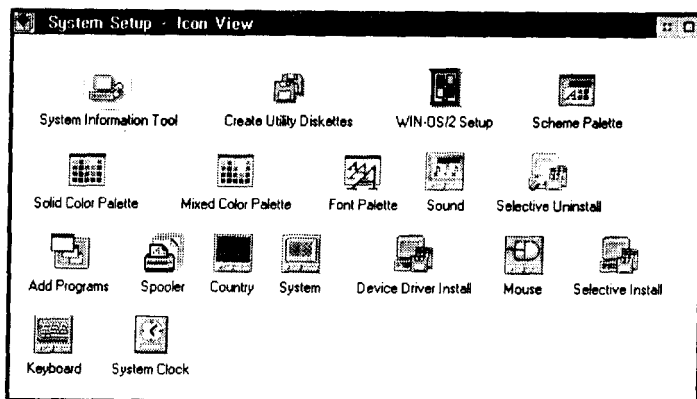 System Setup - Icon View
System Information Tool Create Utility Diskettes WIN-OS/2 Setup Scheme Palette
Solid Color Palette Mixed Color Palette Font Palette Sound Selective Uninstall
Add Programs Spooler Country System Device Driver Install Mouse Selective Install
Keyboard System Clock